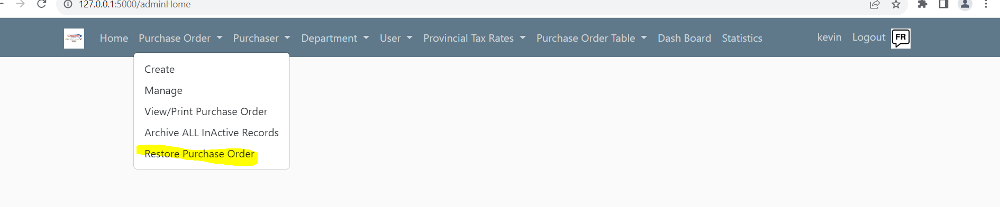 127.0.0.1:5000/adminHome
Home Purchase Order Purchaser Department User Provincial Tax Rates Purchase Order Table Dash Board Statistics kevin Logout FR
Create
Manage
View/Print Purchase Order
Archive ALL InActive Records
Restore Purchase Order